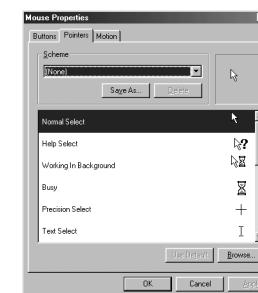 Mouse Properties
Buttons Pointers Motion
Scheme
(None)
Save As... Delete
Normal Select
Help Select
Working In Background
Busy
Precision Select
Text Select
Use Default Browse...
OK Cancel